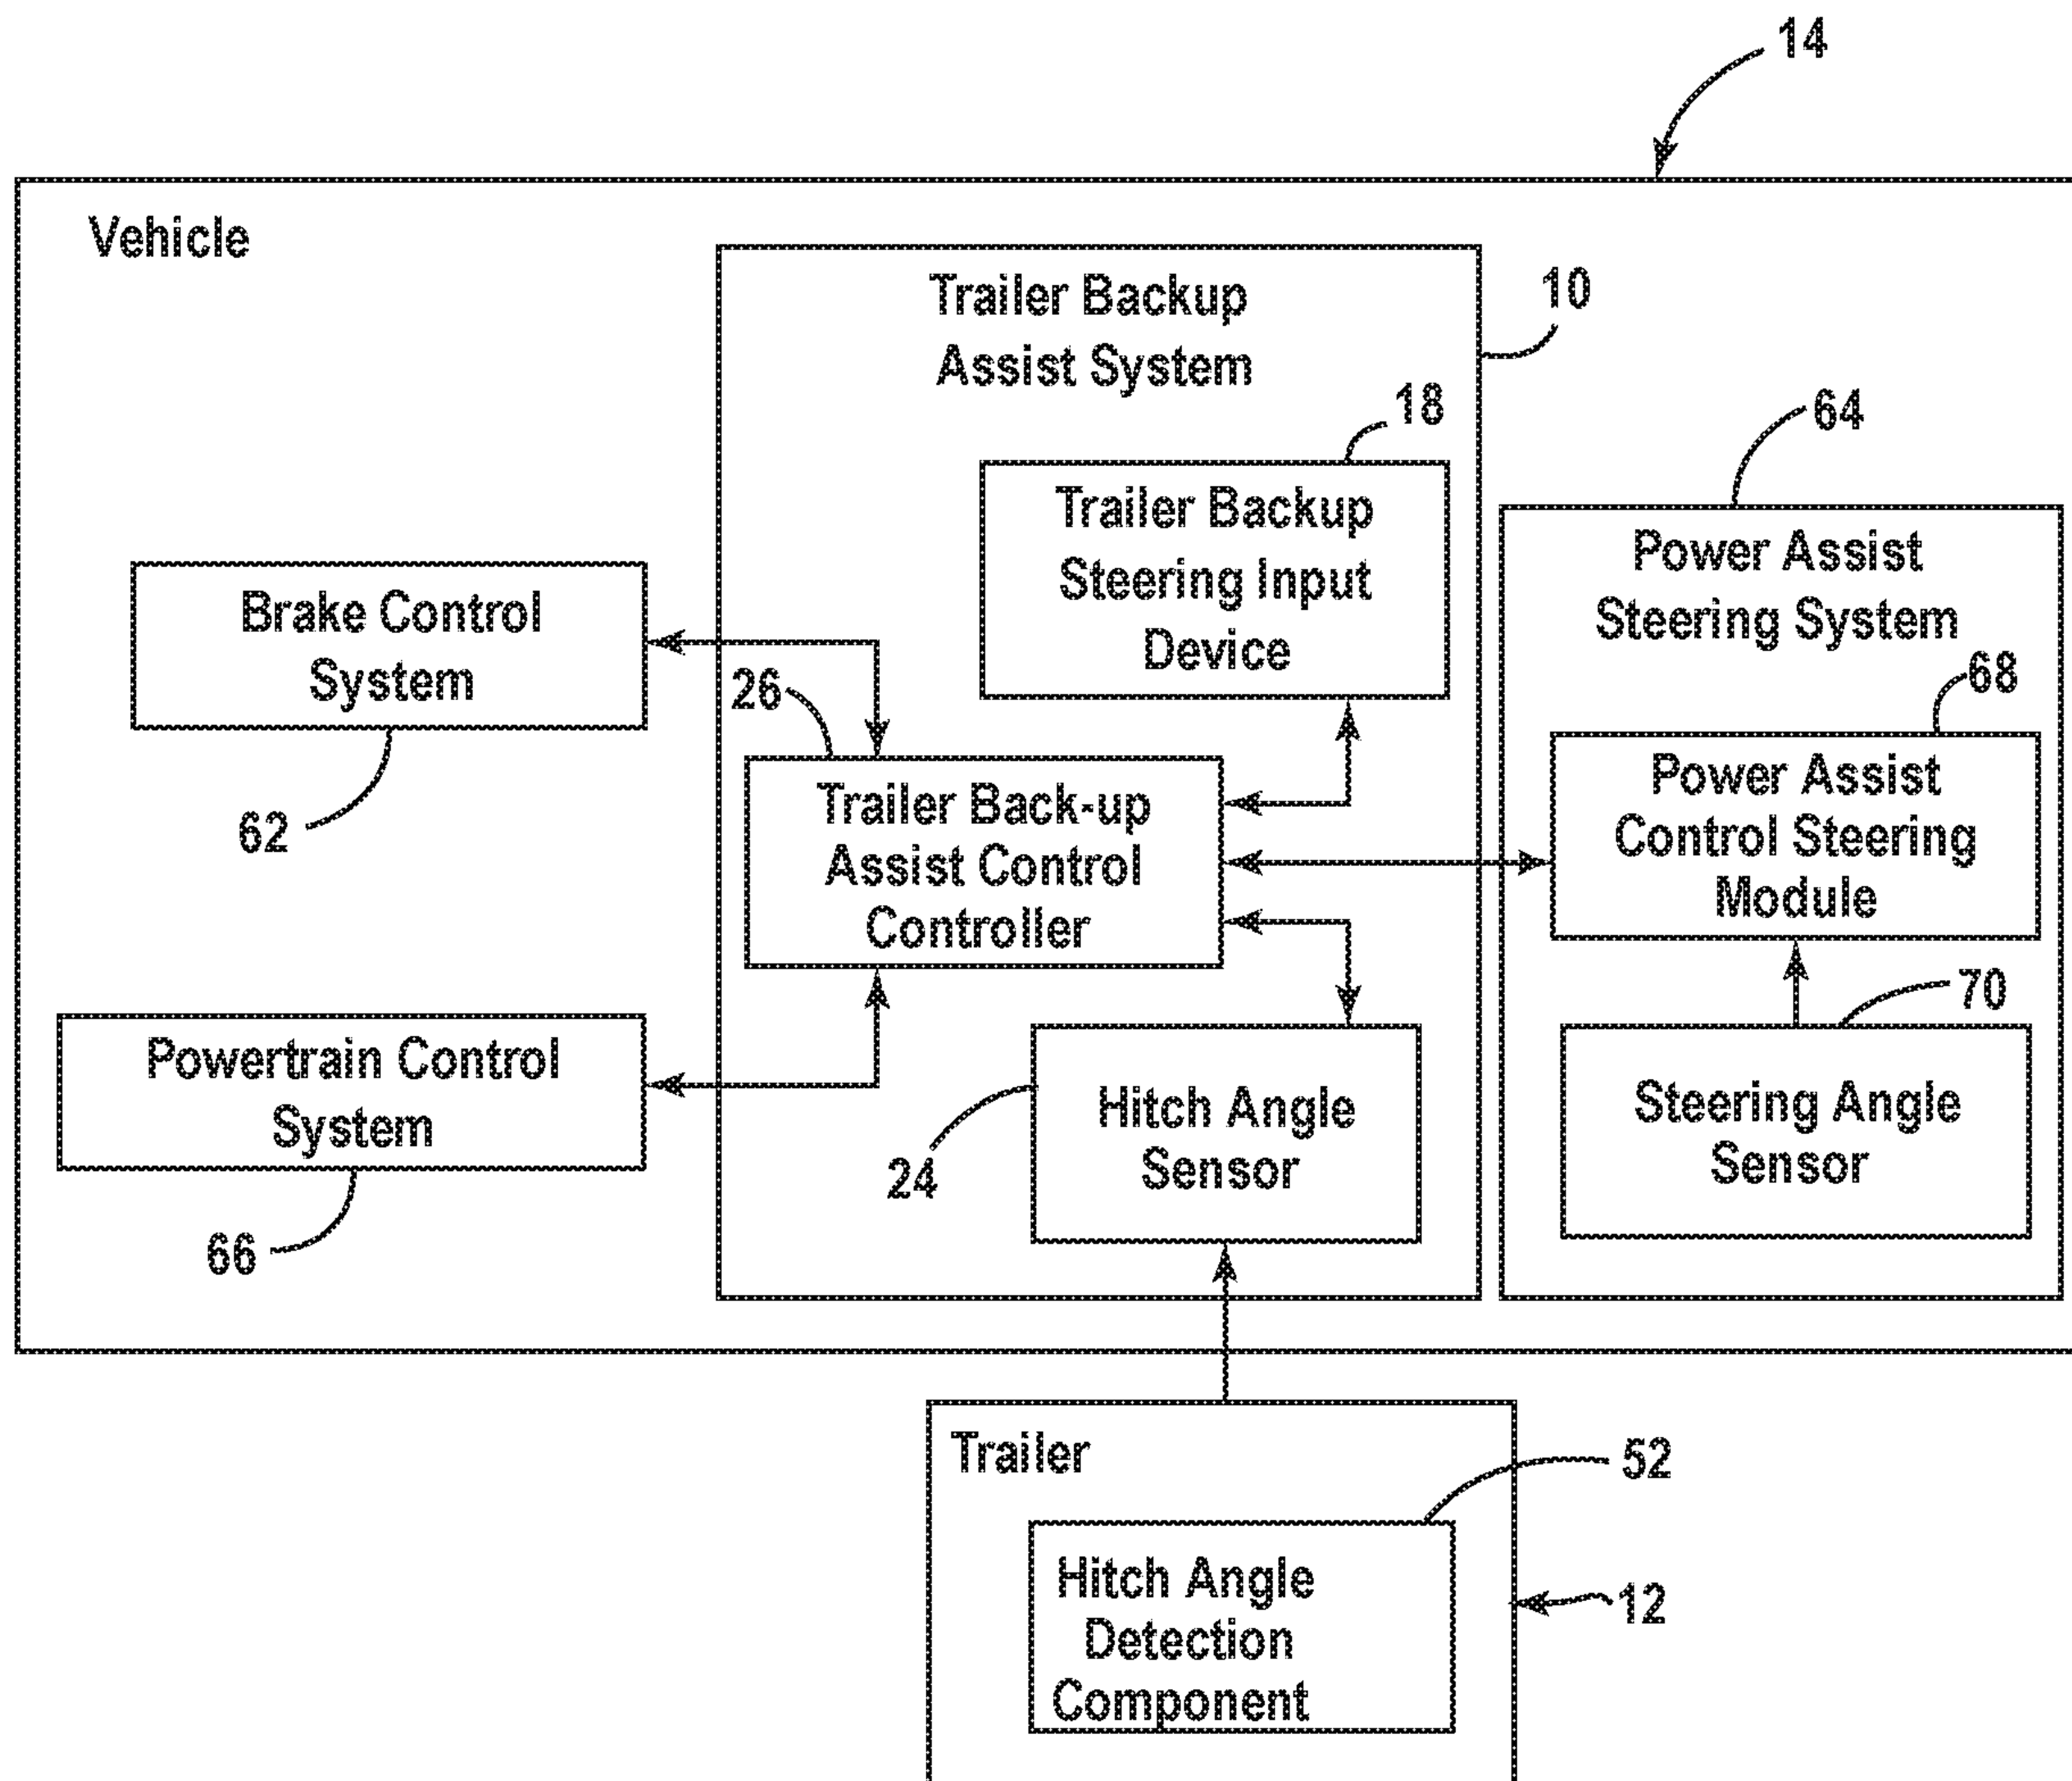 14
Vehicle
Trailer Backup
Assist System
10
18
Trailer Backup
Steering Input
Device
64
Power Assist
Steering System
Brake Control
System
62
26
Trailer Back-up
Assist Control
Controller
68
Power Assist
Control Steering
Module
70
Steering Angle
Sensor
Powertrain Control
System
66
24
Hitch Angle
Sensor
Trailer
52
Hitch Angle
Detection
Component
12